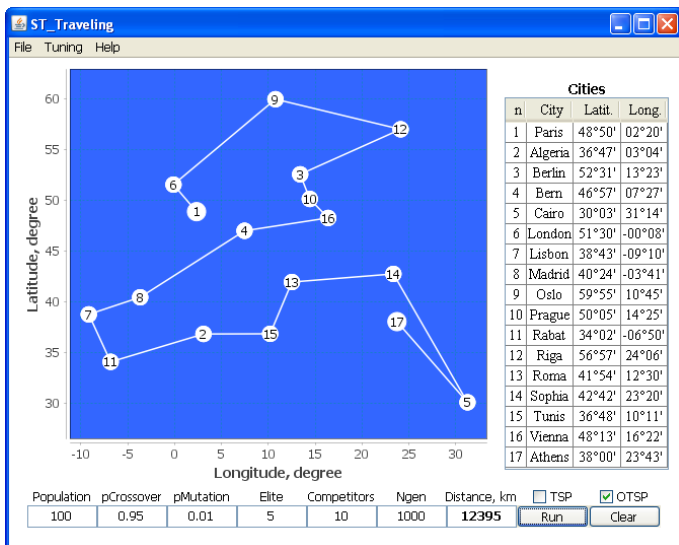 ST_Traveling
File Tuning Help
Cities
n City Latit. Long.
1 Paris 48°50' 02°20'
2 Algeria 36°47' 03°04'
3 Berlin 52°31' 13°23'
4 Bern 46°57' 07°27'
5 Cairo 30°03' 31°14'
6 London 51°30' -00°08'
7 Lisbon 38°43' -09°10'
8 Madrid 40°24' -03°41'
9 Oslo 59°55' 10°45'
10 Prague 50°05' 14°25'
11 Rabat 34°02' -06°50'
12 Riga 56°57' 24°06'
13 Roma 41°54' 12°30'
14 Sophia 42°42' 23°20'
15 Tunis 36°48' 10°11'
16 Vienna 48°13' 16°22'
17 Athens 38°00' 23°43'
Latitude, degree
60
55
50
45
40
35
30
9
12
3
6
10
1
16
4
14
13
8
7
17
2
15
11
5
-10 -5 0 5 10 15 20 25 30
Longitude, degree
Population pCrossover pMutation Elite Competitors Ngen Distance, km TSP OTSP
100 0.95 0.01 5 10 1000 12395 Run Clear